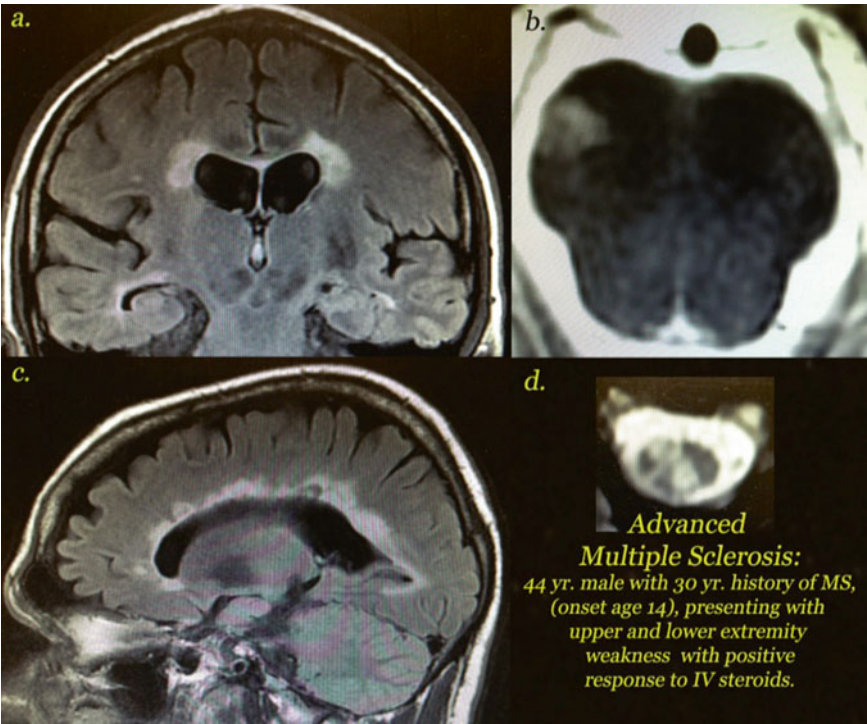 a.
b.
c.
d.
Advanced
Multiple Sclerosis:
44 yr. male with 30 yr. history of MS,
(onset age 14), presenting with
upper and lower extremity
weakness with positive
response to IV steroids.